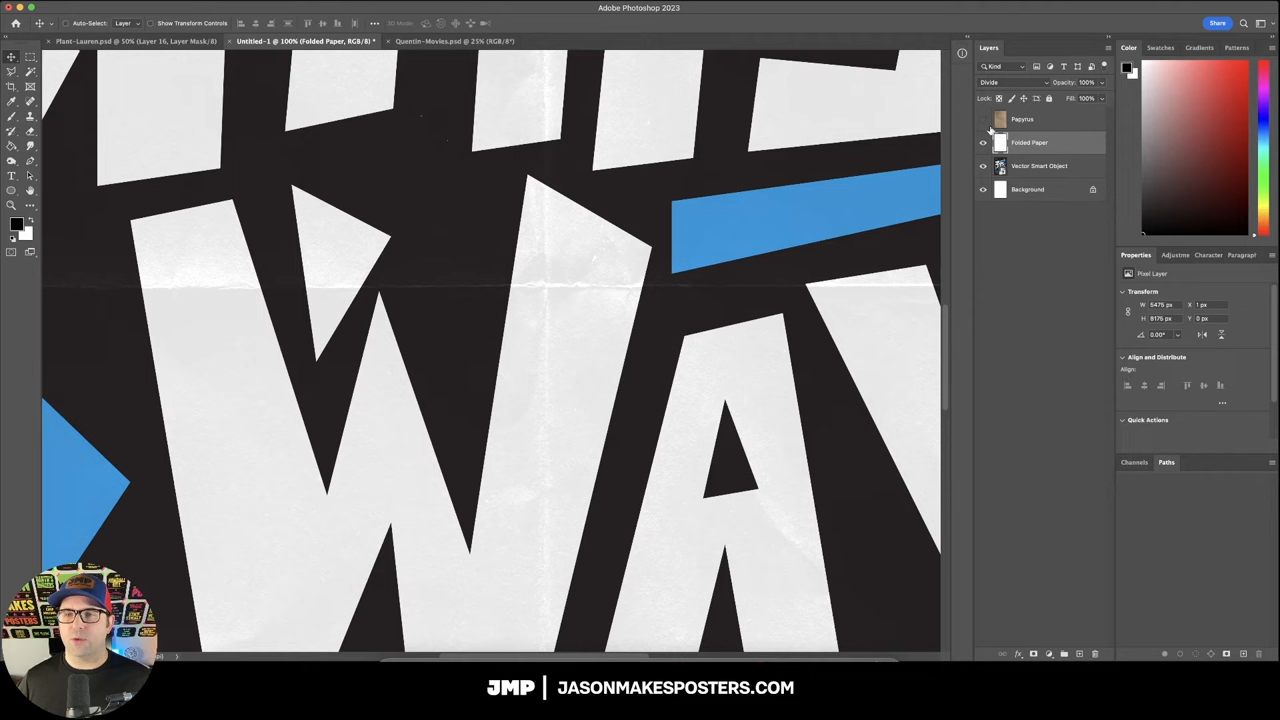 Adobe Photoshop 2023
Auto-Select: Layer Show Transform Controls 3D Mode: Share
Plant-Lauren.psd @ 50% (Layer 16, Layer Mask/8) Untitled-1 @ 100% (Folded Paper, RGB/8) * Quentin-Movies.psd @ 25% (RGB/8*)
Layers
Kind
Divide Opacity: 100%
Lock: Fill: 100%
Papyrus
Folded Paper
Vector Smart Object
Background
Color Swatches Gradients Patterns
Properties Adjustme Character Paragraph
Pixel Layer
Transform
W 5475 px X 1 px
H 8175 px Y 0 px
0.00°
Align and Distribute
Align:
Quick Actions
Channels Paths
WA
JMP | JASONMAKESPOSTERS.COM